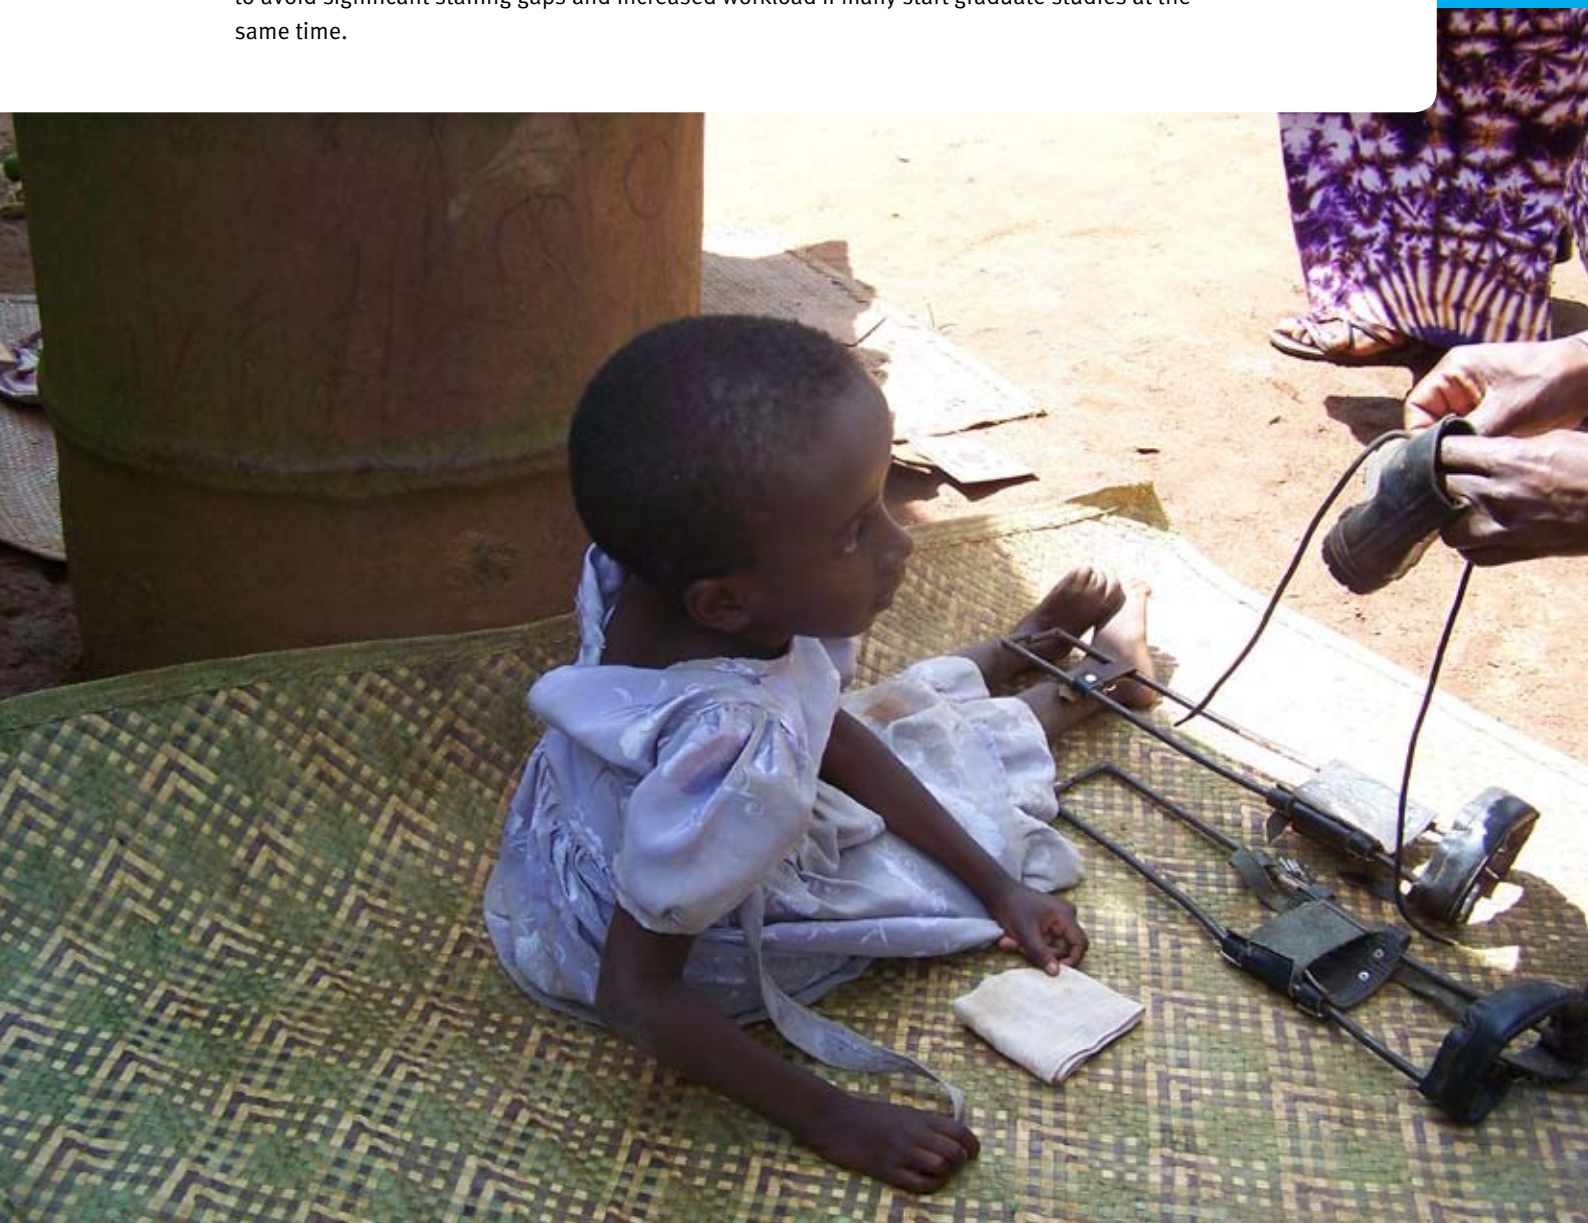 to avoid significant staffing gaps and increased workload if many start graduate studies at the
same time.